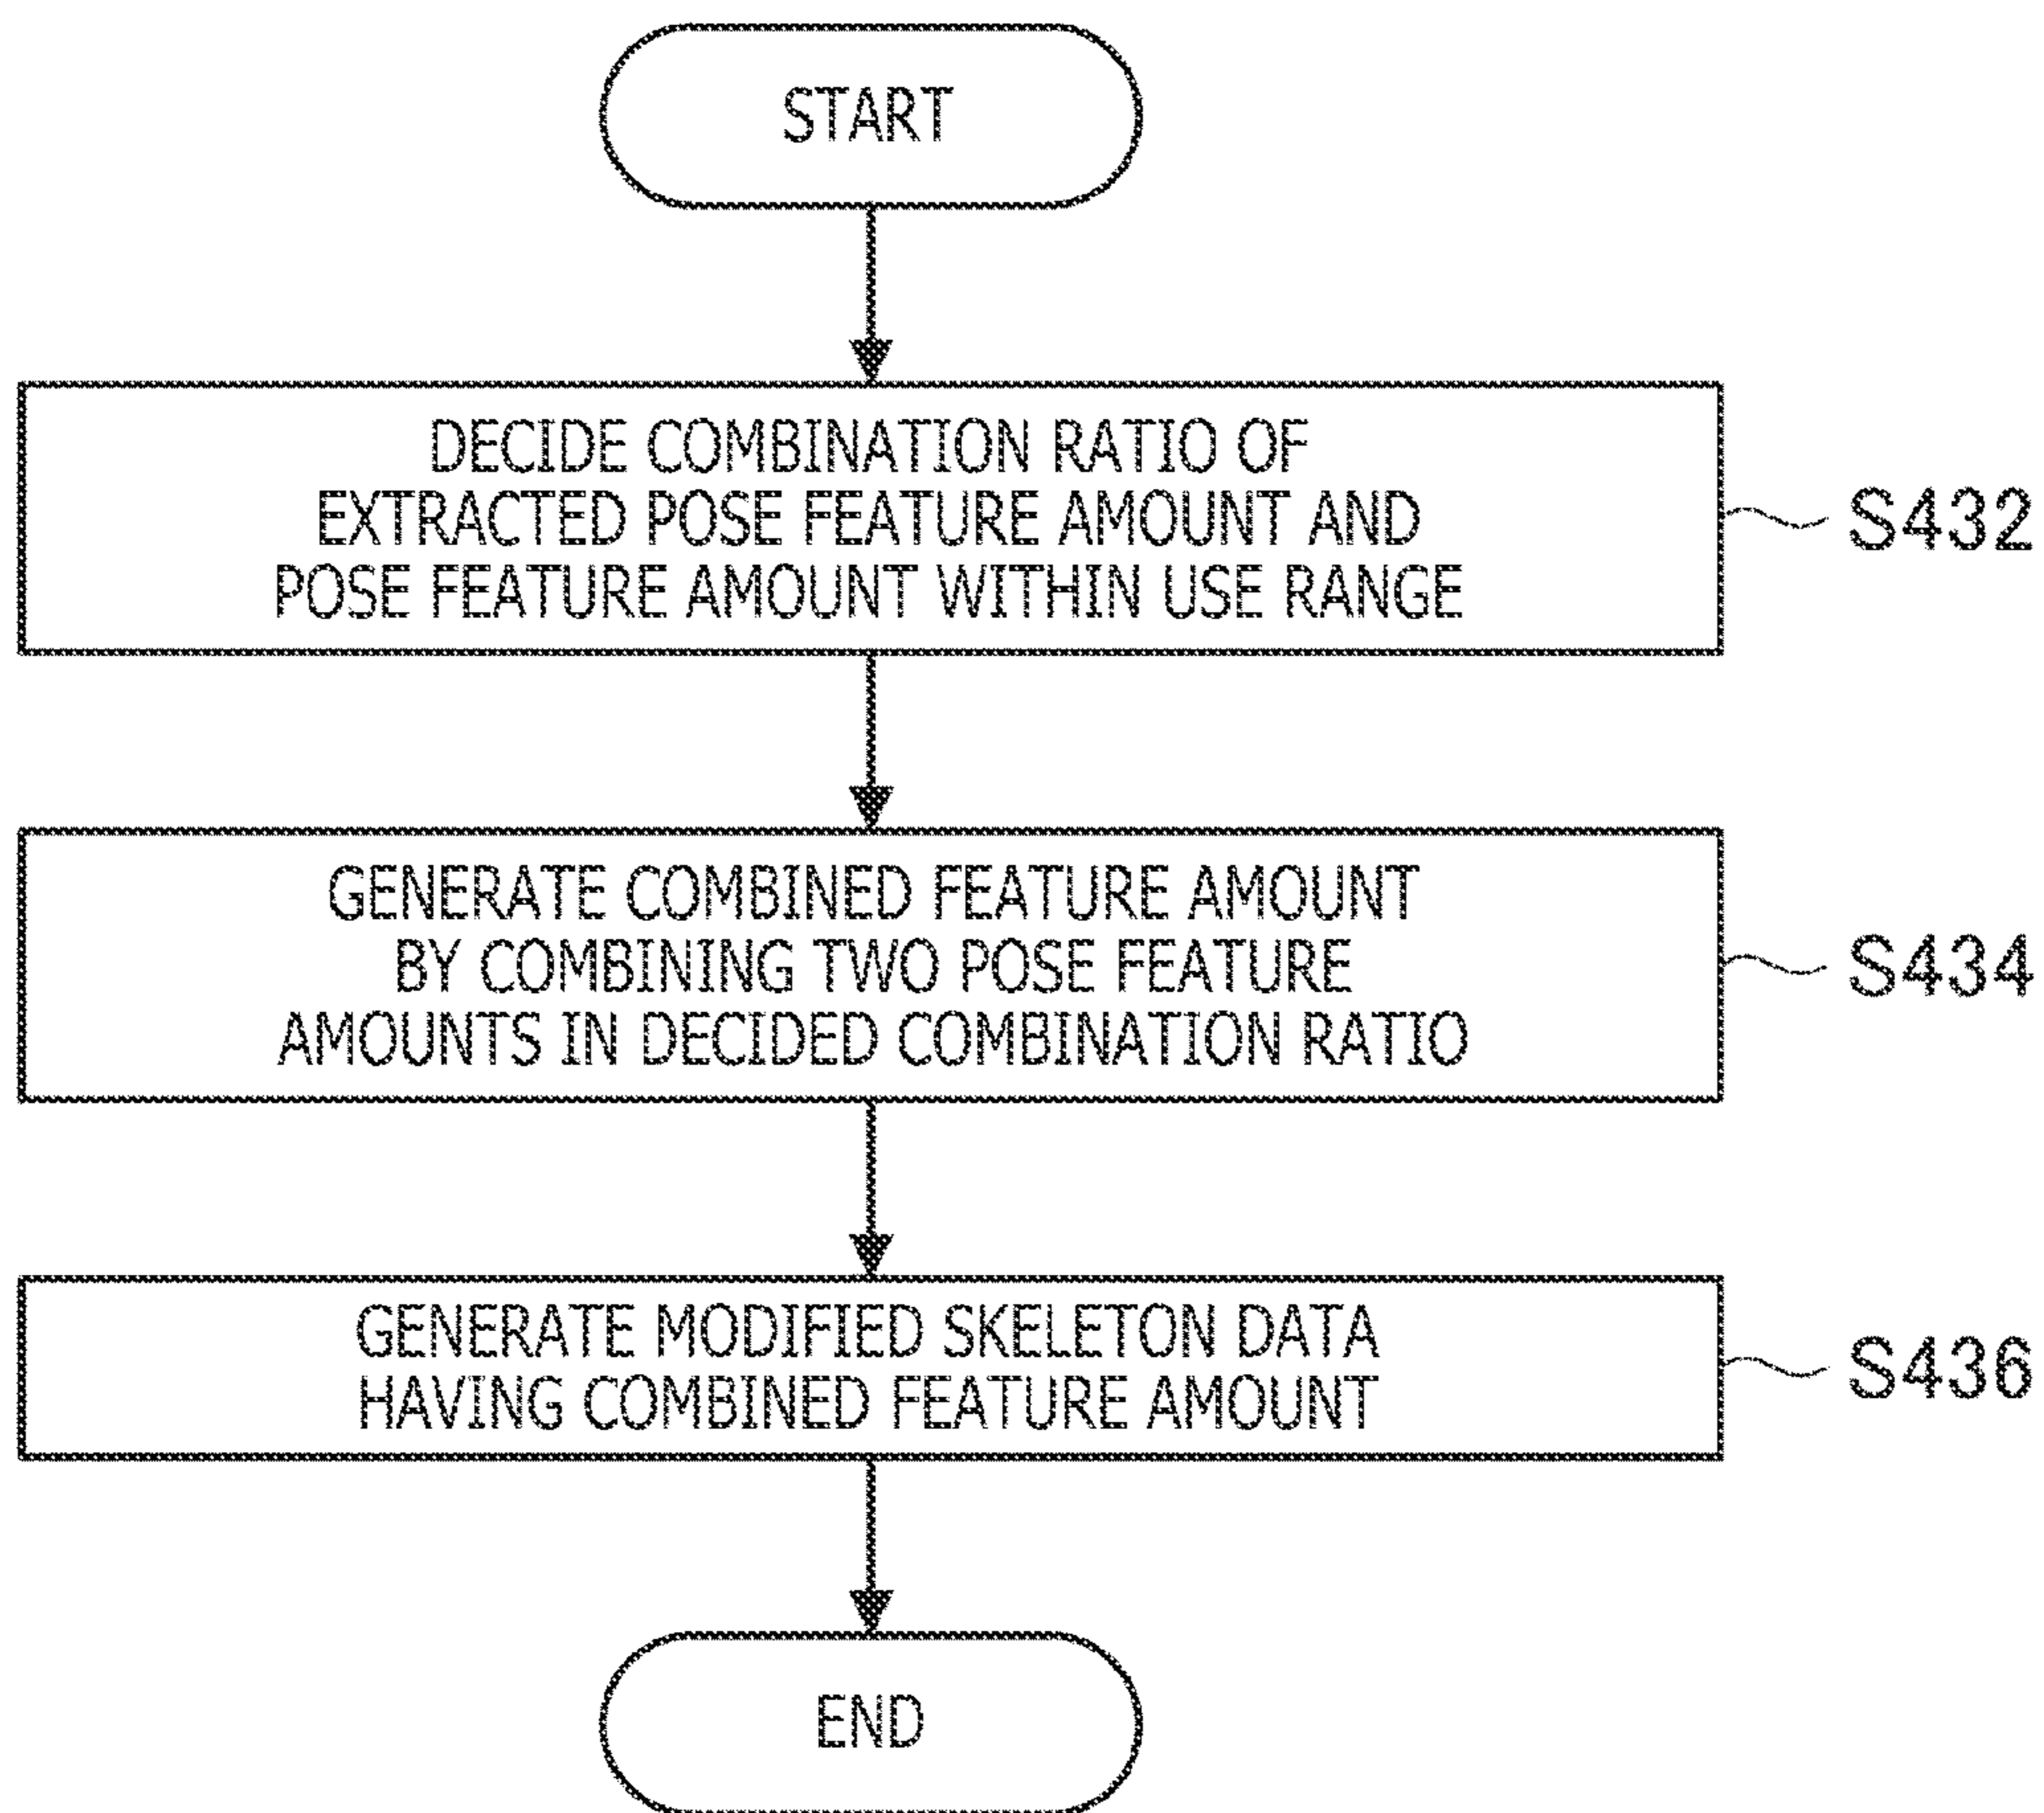 START
DECIDE COMBINATION RATIO OF
EXTRACTED POSE FEATURE AMOUNT AND
POSE FEATURE AMOUNT WITHIN USE RANGE
S432
GENERATE COMBINED FEATURE AMOUNT
BY COMBINING TWO POSE FEATURE
AMOUNTS IN DECIDED COMBINATION RATIO
S434
GENERATE MODIFIED SKELETON DATA
HAVING COMBINED FEATURE AMOUNT
S436
END